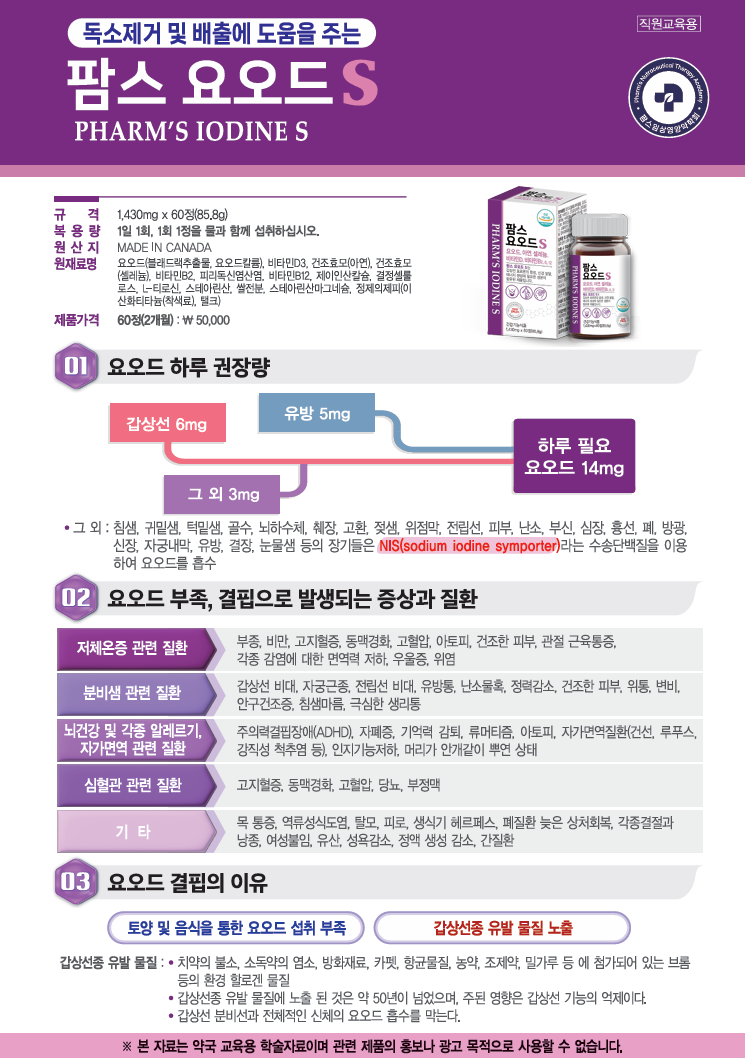 독소제거 및 배출에 도움을 주는
직원교육용
팜스 요오드S
PHARM'S IODINE S
Pharm's Nutraceutical Therapy Academy
팜스임상영양약학회
규 격 1,430mg x 60정(85.8g)
복 용 량 1일 1회, 1회 1정을 물과 함께 섭취하십시오.
원 산 지 MADE IN CANADA
원재료명 요오드(블래드랙추출물, 요오드칼륨), 비타민D3, 건조효모(아연), 건조효모
(셀레늄), 비타민B2, 피리독신염산염, 비타민B12, 제이인산칼슘, 결정셀룰
로스, L-티로신, 스테아린산, 쌀전분, 스테아린산마그네슘, 정제외제피(이
산화티타늄(착색료), 탤크)
제품가격 60정(2개월) : ₩ 50,000
PHARM'S IODINE S
팜스
요오드S
PHARM'S IODINE S
팜스
요오드S
01 요오드 하루 권장량
갑상선 6mg
유방 5mg
그 외 3mg
하루 필요
요오드 14mg
• 그 외 : 침샘, 귀밑샘, 턱밑샘, 골수, 뇌하수체, 췌장, 고환, 젖샘, 위점막, 전립선, 피부, 난소, 부신, 심장, 흉선, 폐, 방광,
신장, 자궁내막, 유방, 결장, 눈물샘 등의 장기들은 NIS(sodium iodine symporter)라는 수송단백질을 이용
하여 요오드를 흡수
02 요오드 부족, 결핍으로 발생되는 증상과 질환
저체온증 관련 질환
부종, 비만, 고지혈증, 동맥경화, 고혈압, 아토피, 건조한 피부, 관절 근육통증,
각종 감염에 대한 면역력 저하, 우울증, 위염
분비샘 관련 질환
갑상선 비대, 자궁근종, 전립선 비대, 유방통, 난소물혹, 정력감소, 건조한 피부, 위통, 변비,
안구건조증, 침샘마름, 극심한 생리통
뇌건강 및 각종 알레르기,
자가면역 관련 질환
주의력결핍장애(ADHD), 자폐증, 기억력 감퇴, 류머티즘, 아토피, 자가면역질환(건선, 루푸스,
강직성 척추염 등), 인지기능저하, 머리가 안개같이 뿌연 상태
심혈관 관련 질환
고지혈증, 동맥경화, 고혈압, 당뇨, 부정맥
기 타
목 통증, 역류성식도염, 탈모, 피로, 생식기 헤르페스, 폐질환 늦은 상처회복, 각종결절과
낭종, 여성불임, 유산, 성욕감소, 정액 생성 감소, 간질환
03 요오드 결핍의 이유
토양 및 음식을 통한 요오드 섭취 부족
갑상선종 유발 물질 노출
갑상선종 유발 물질 : • 치약의 불소, 소독약의 염소, 방화재료, 카펫, 항균물질, 농약, 조제약, 밀가루 등 에 첨가되어 있는 브롬
등의 환경 할로겐 물질
• 갑상선종 유발 물질에 노출 된 것은 약 50년이 넘었으며, 주된 영향은 갑상선 기능의 억제이다.
• 갑상선 분비선과 전체적인 신체의 요오드 흡수를 막는다.
※ 본 자료는 약국 교육용 학술자료이며 관련 제품의 홍보나 광고 목적으로 사용할 수 없습니다.